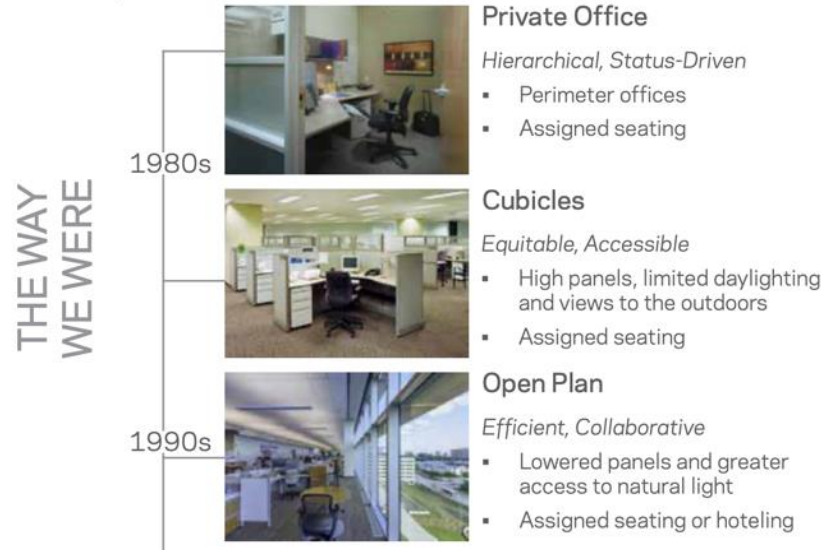 THE WAY
WE WERE
1980s
Private Office
Hierarchical, Status-Driven
▪ Perimeter offices
▪ Assigned seating
Cubicles
Equitable, Accessible
▪ High panels, limited daylighting
and views to the outdoors
▪ Assigned seating
1990s
Open Plan
Efficient, Collaborative
▪ Lowered panels and greater
access to natural light
▪ Assigned seating or hoteling